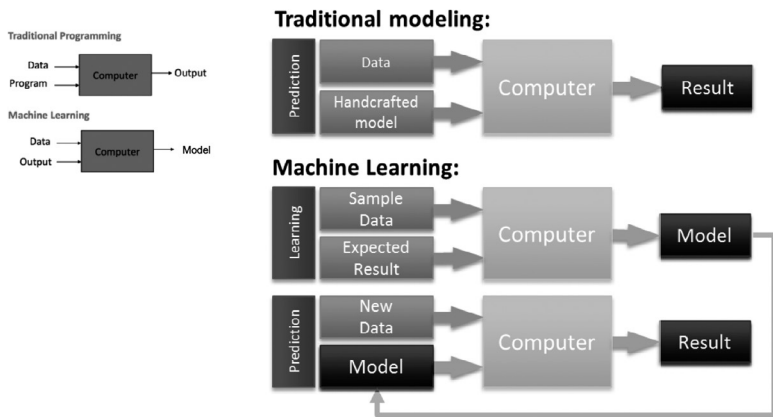 Traditional Programming
Data
Program
Computer
Output
Machine Learning
Data
Output
Computer
Model
Traditional modeling:
Prediction
Data
Handcrafted
model
Computer
Result
Machine Learning:
Learning
Sample
Data
Expected
Result
Computer
Model
Prediction
New
Data
Model
Computer
Result